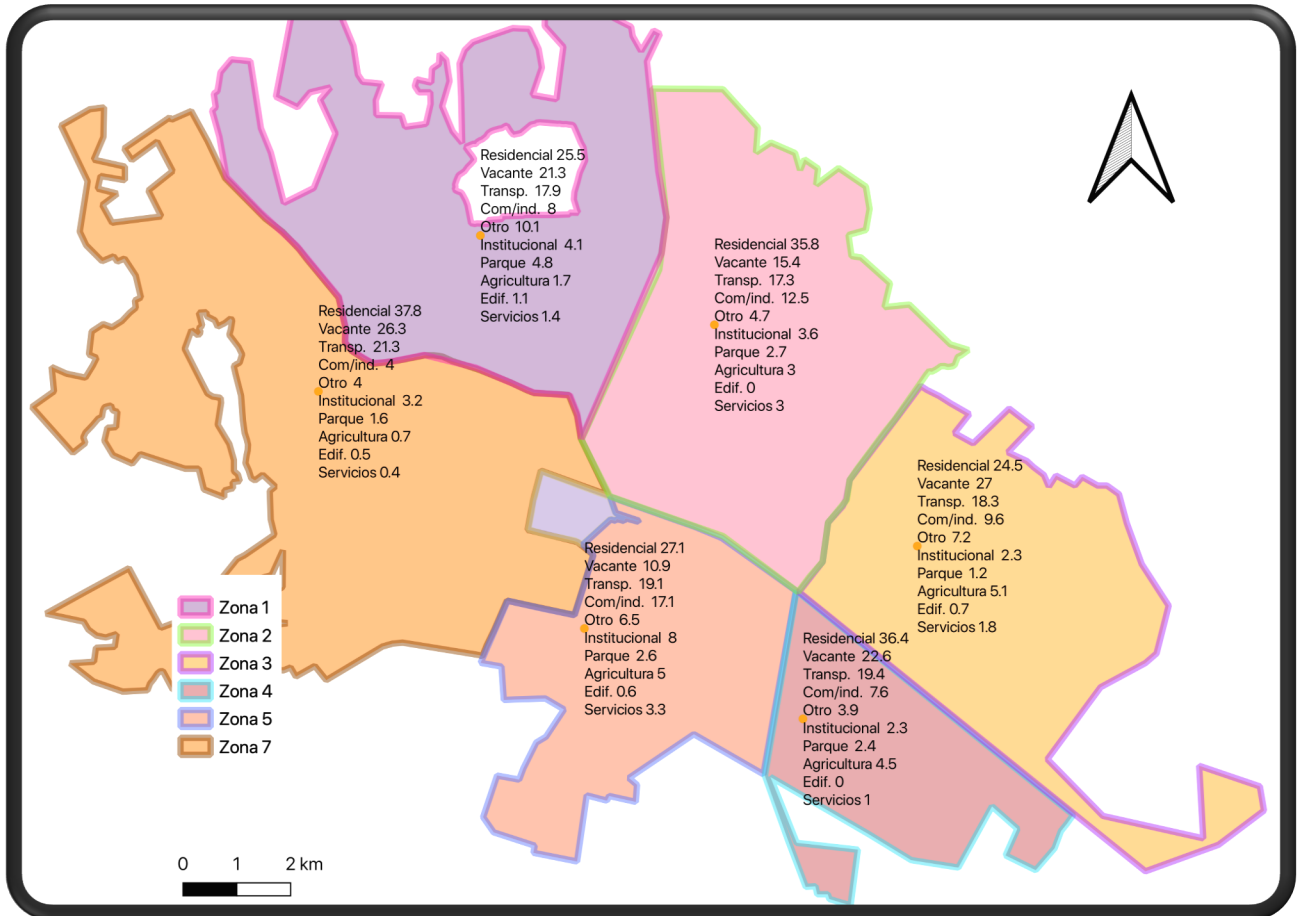 Residencial 25.5
Vacante 21.3
Transp. 17.9
Com/ind. 8
Otro 10.1
Institucional 4.1
Parque 4.8
Agricultura 1.7
Edif. 1.1
Servicios 1.4
Residencial 35.8
Vacante 15.4
Transp. 17.3
Com/ind. 12.5
Otro 4.7
Institucional 3.6
Parque 2.7
Agricultura 3
Edif. 0
Servicios 3
Residencial 37.8
Vacante 26.3
Transp. 21.3
Com/ind. 4
Otro 4
Institucional 3.2
Parque 1.6
Agricultura 0.7
Edif. 0.5
Servicios 0.4
Residencial 24.5
Vacante 27
Transp. 18.3
Com/ind. 9.6
Otro 7.2
Institucional 2.3
Parque 1.2
Agricultura 5.1
Edif. 0.7
Servicios 1.8
Residencial 27.1
Vacante 10.9
Transp. 19.1
Com/ind. 17.1
Otro 6.5
Institucional 8
Parque 2.6
Agricultura 5
Edif. 0.6
Servicios 3.3
Residencial 36.4
Vacante 22.6
Transp. 19.4
Com/ind. 7.6
Otro 3.9
Institucional 2.3
Parque 2.4
Agricultura 4.5
Edif. 0
Servicios 1
Zona 1
Zona 2
Zona 3
Zona 4
Zona 5
Zona 7
0 1 2 km